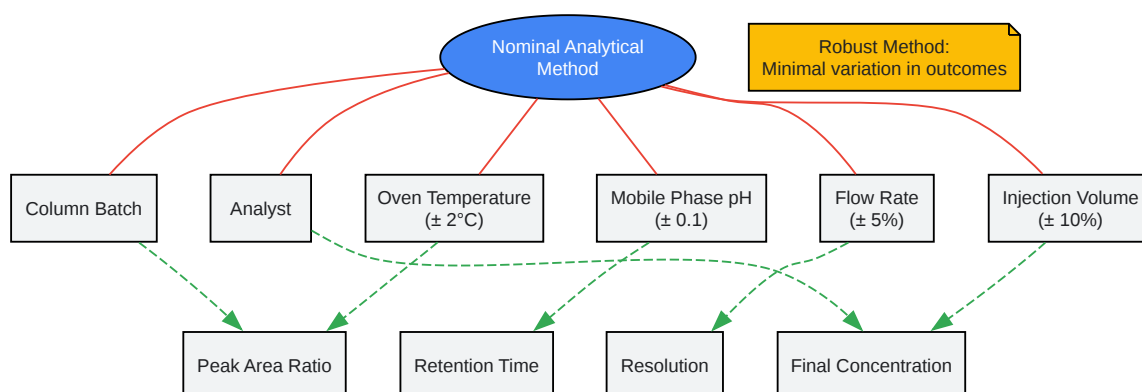 Nominal Analytical
Method
Robust Method:
Minimal variation in outcomes
Column Batch
Analyst
Oven Temperature
(± 2°C)
Mobile Phase pH
(± 0.1)
Flow Rate
(± 5%)
Injection Volume
(± 10%)
Peak Area Ratio
Retention Time
Resolution
Final Concentration